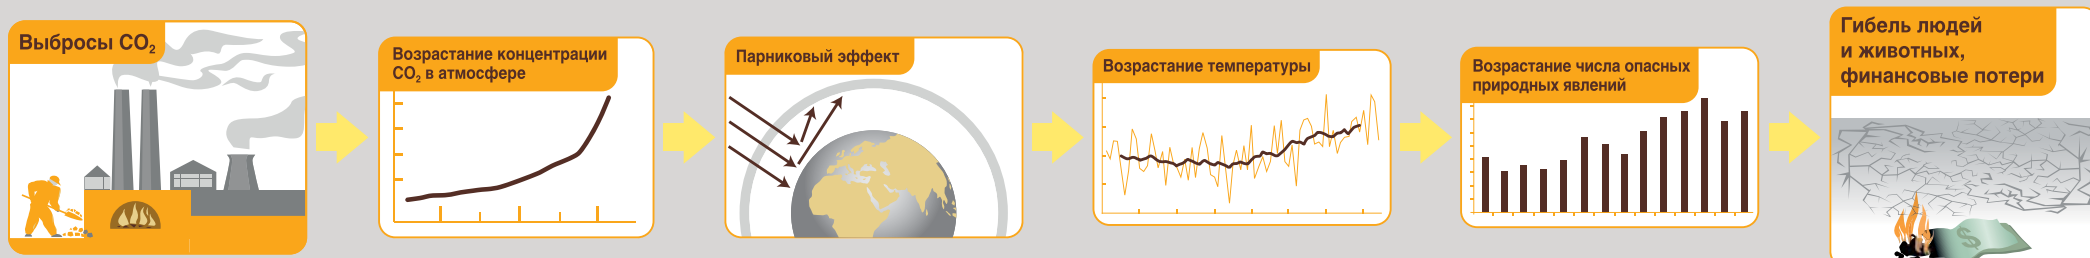 Выбросы CO₂
Возрастание концентрации
CO₂ в атмосфере
Парниковый эффект
Возрастание температуры
Возрастание числа опасных
природных явлений
Гибель людей
и животных,
финансовые потери
$